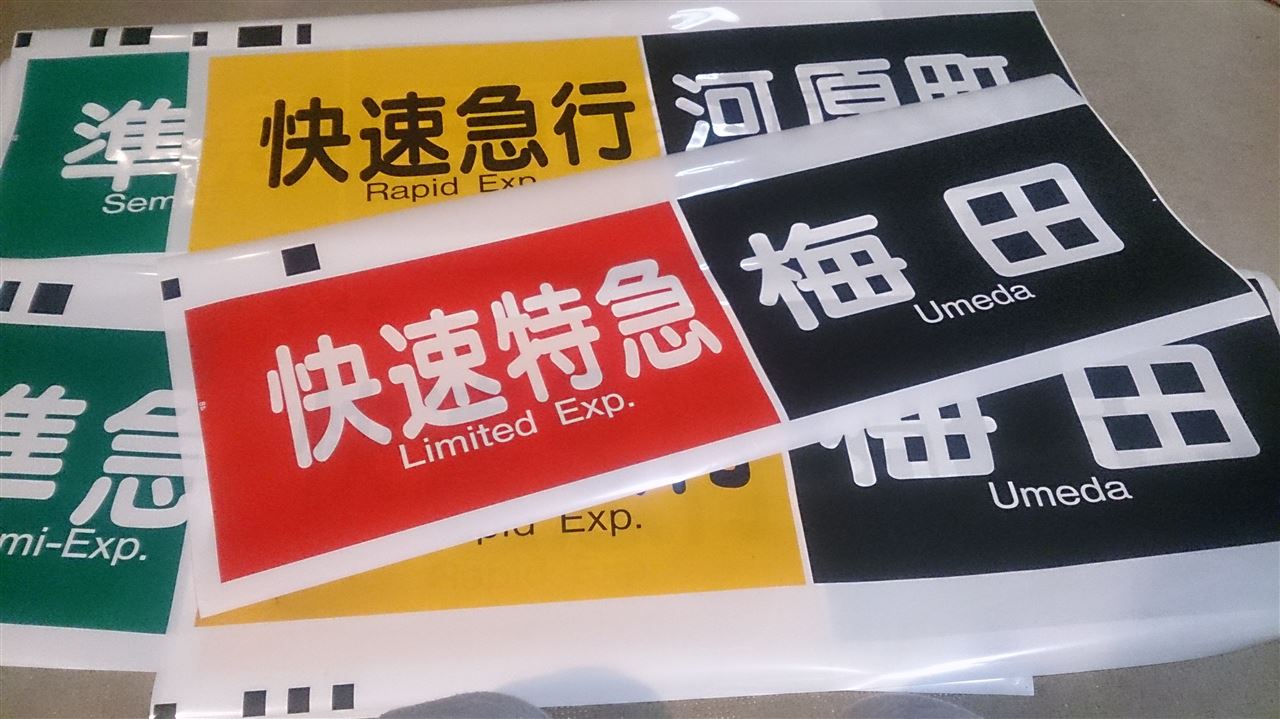 準
快速急行
Rapid Exp.
河原町
快速特急
Limited Exp.
梅田
Umeda
準急
mi-Exp.
Exp.
梅田
Umeda